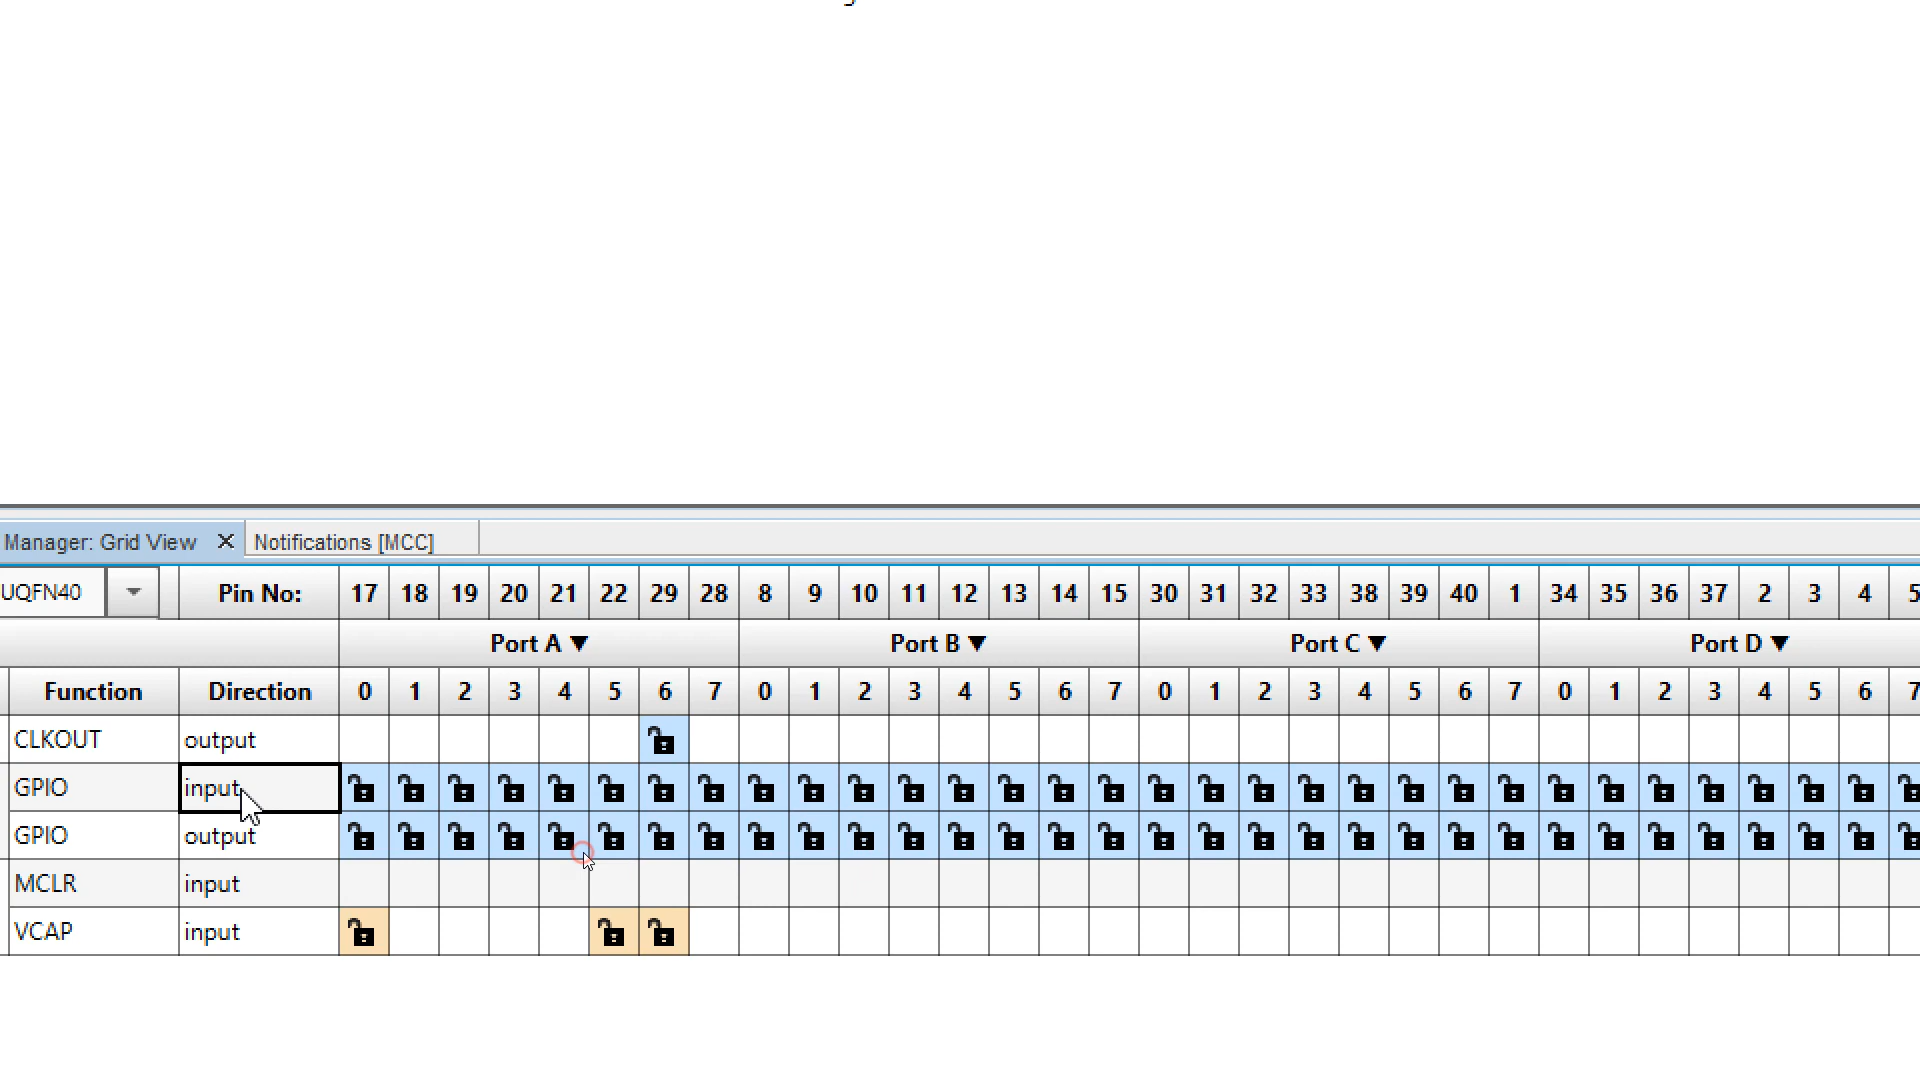 Manager: Grid View Notifications [MCC]
UQFN40 Pin No: 17 18 19 20 21 22 29 28 8 9 10 11 12 13 14 15 30 31 32 33 38 39 40 1 34 35 36 37 2 3 4 5
Port A ▼ Port B ▼ Port C ▼ Port D ▼
Function Direction 0 1 2 3 4 5 6 7 0 1 2 3 4 5 6 7 0 1 2 3 4 5 6 7 0 1 2 3 4 5 6 7
CLKOUT output
GPIO input
GPIO output
MCLR input
VCAP input